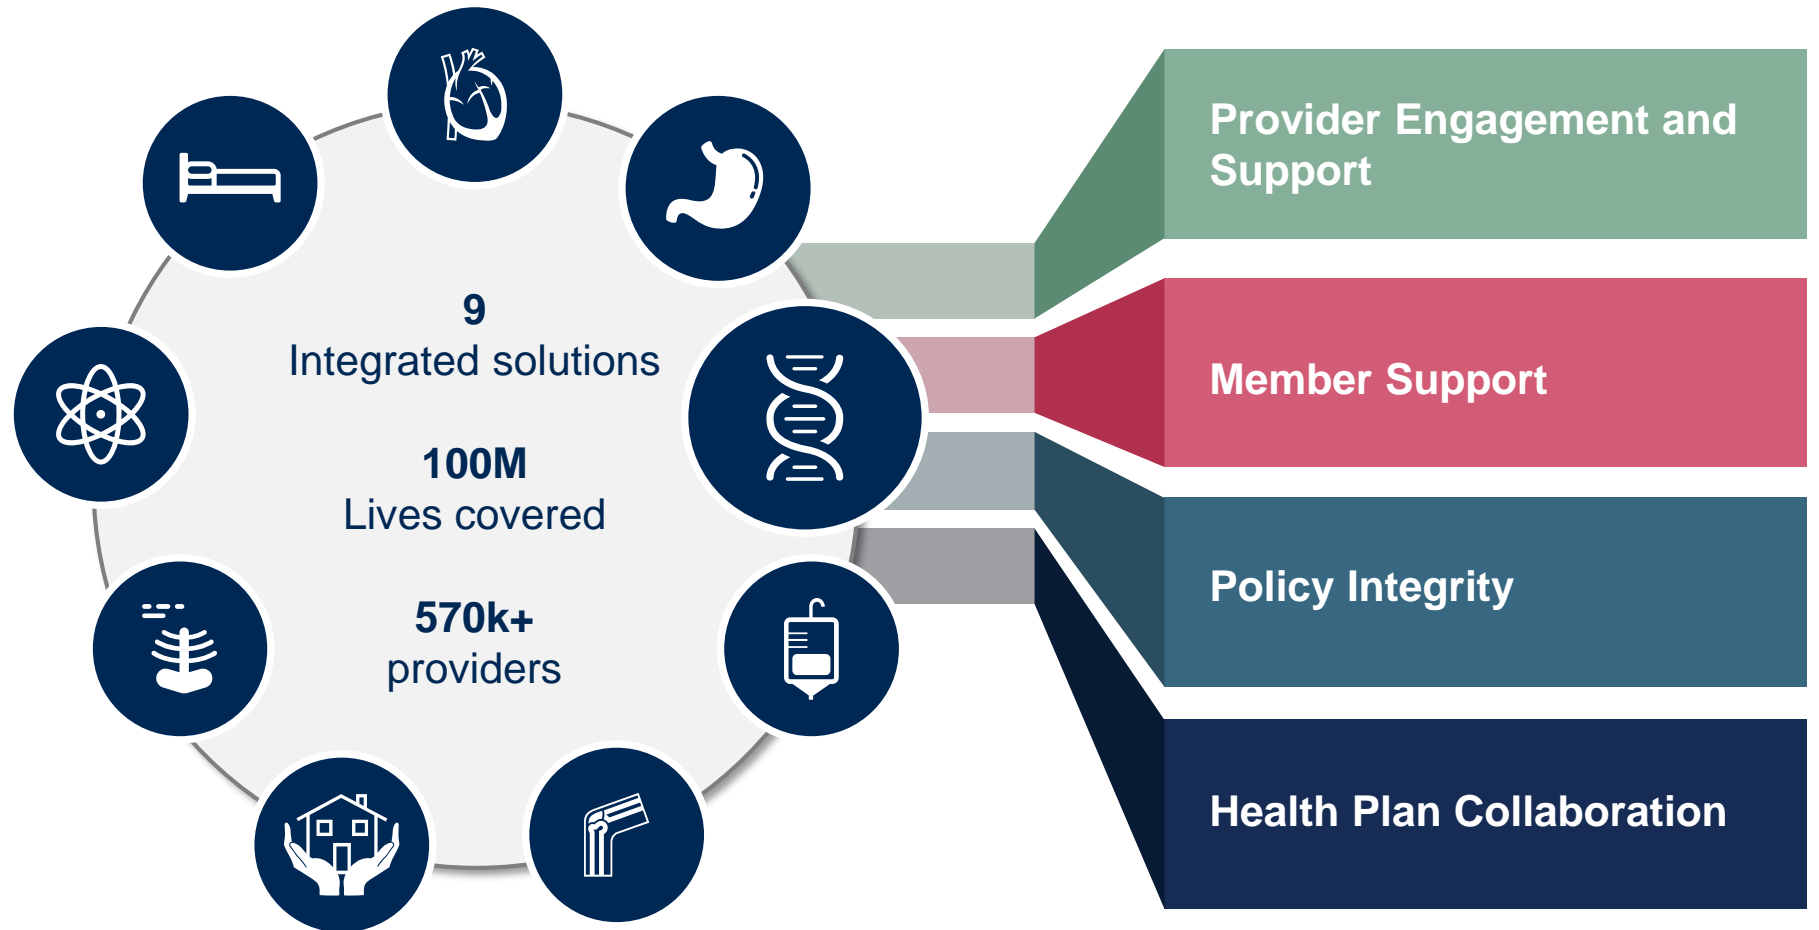 9
Integrated solutions
100M
Lives covered
570k+
providers
Provider Engagement and
Support
Member Support
Policy Integrity
Health Plan Collaboration